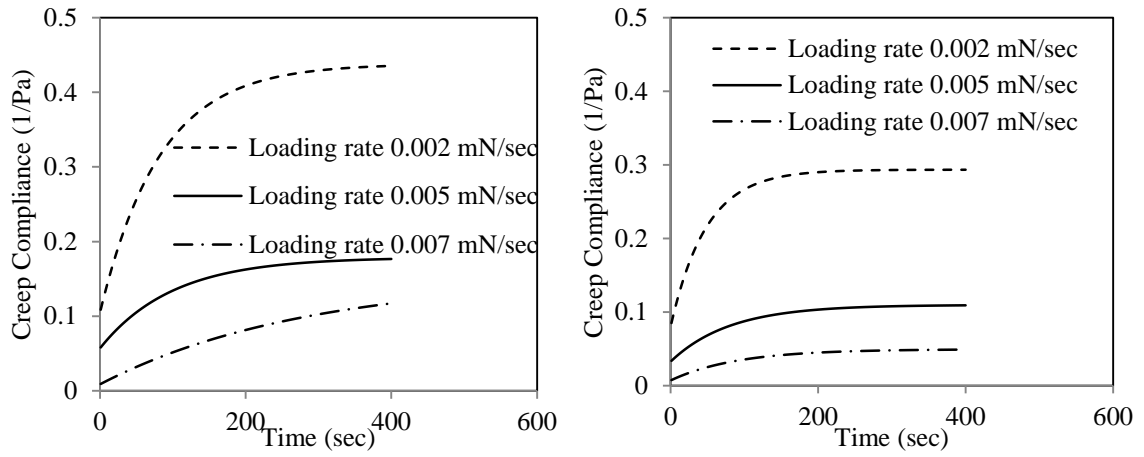 Creep Compliance (1/Pa)
0.5
0.4
0.3
0.2
0.1
0
Loading rate 0.002 mN/sec
Loading rate 0.005 mN/sec
Loading rate 0.007 mN/sec
0
200
400
600
Time (sec)
Creep Compliance (1/Pa)
0.5
0.4
0.3
0.2
0.1
0
Loading rate 0.002 mN/sec
Loading rate 0.005 mN/sec
Loading rate 0.007 mN/sec
0
200
400
600
Time (sec)